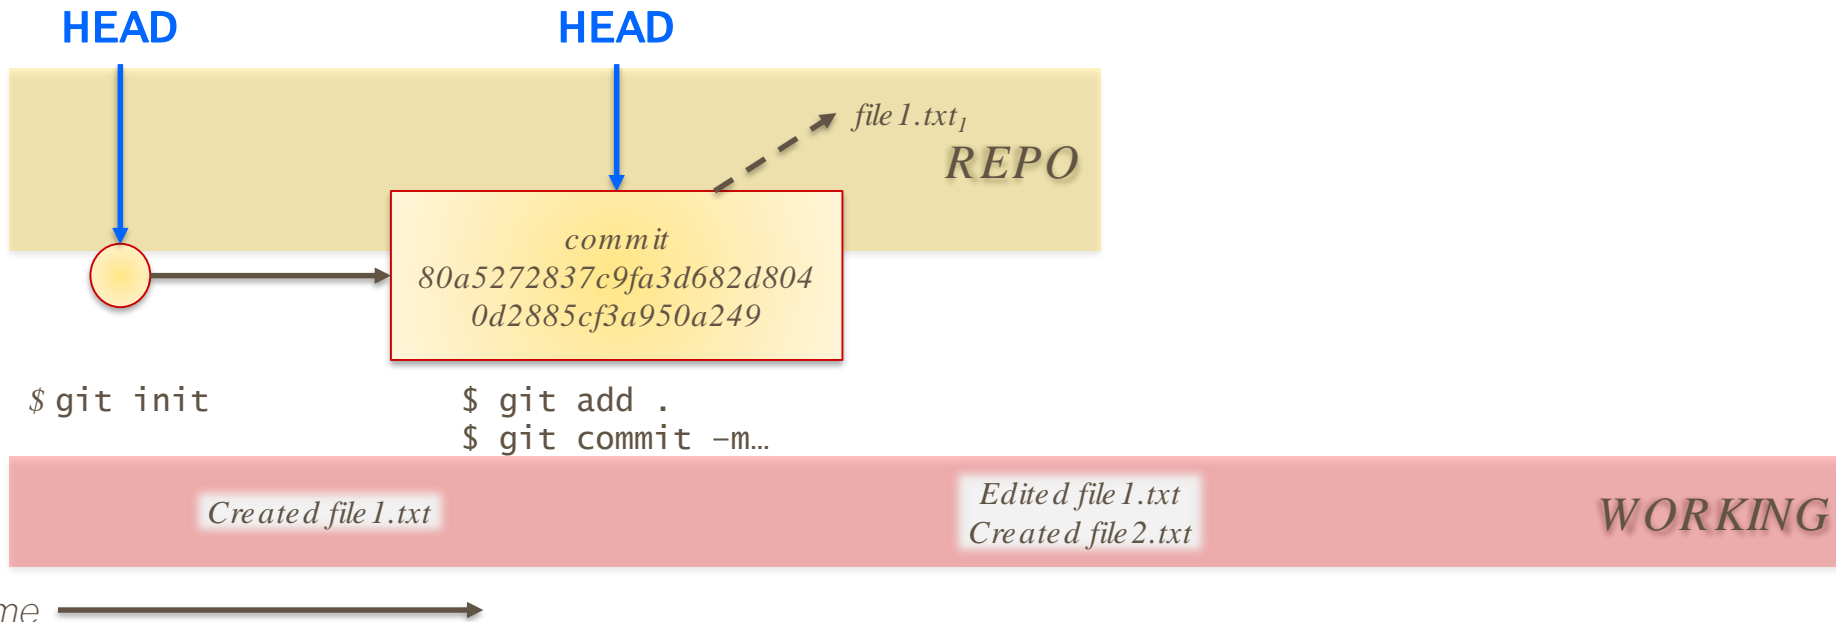 HEAD HEAD
file1.txt1
REPO
commit
80a5272837c9fa3d682d804
0d2885cf3a950a249
$ git init
$ git add .
$ git commit –m…
Created file1.txt
Edited file1.txt
Created file2.txt
WORKING